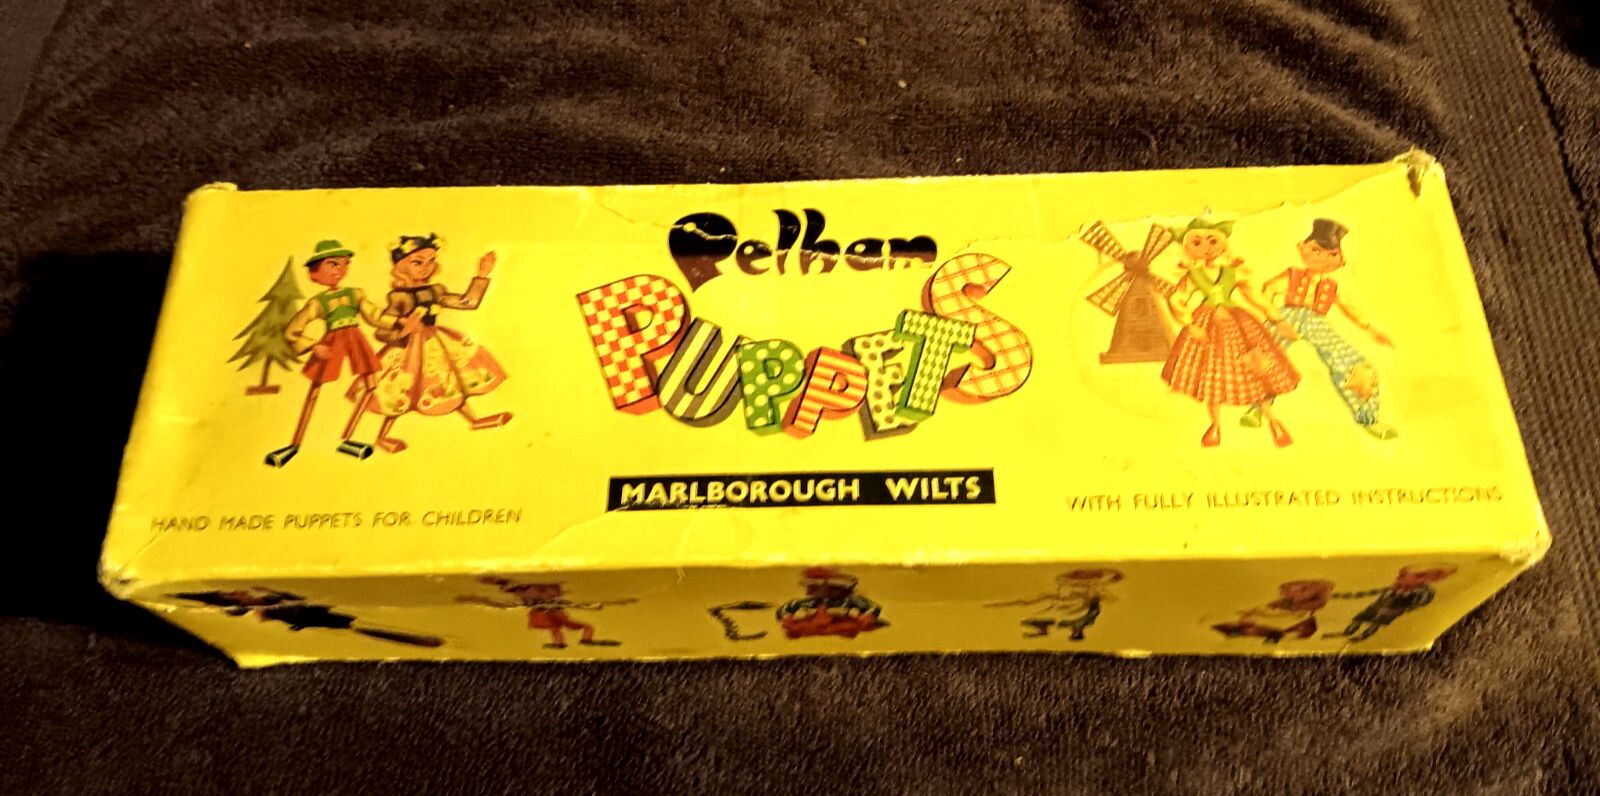 Pelham
PUPPETS
MARLBOROUGH WILTS
HAND MADE PUPPETS FOR CHILDREN
WITH FULLY ILLUSTRATED INSTRUCTIONS